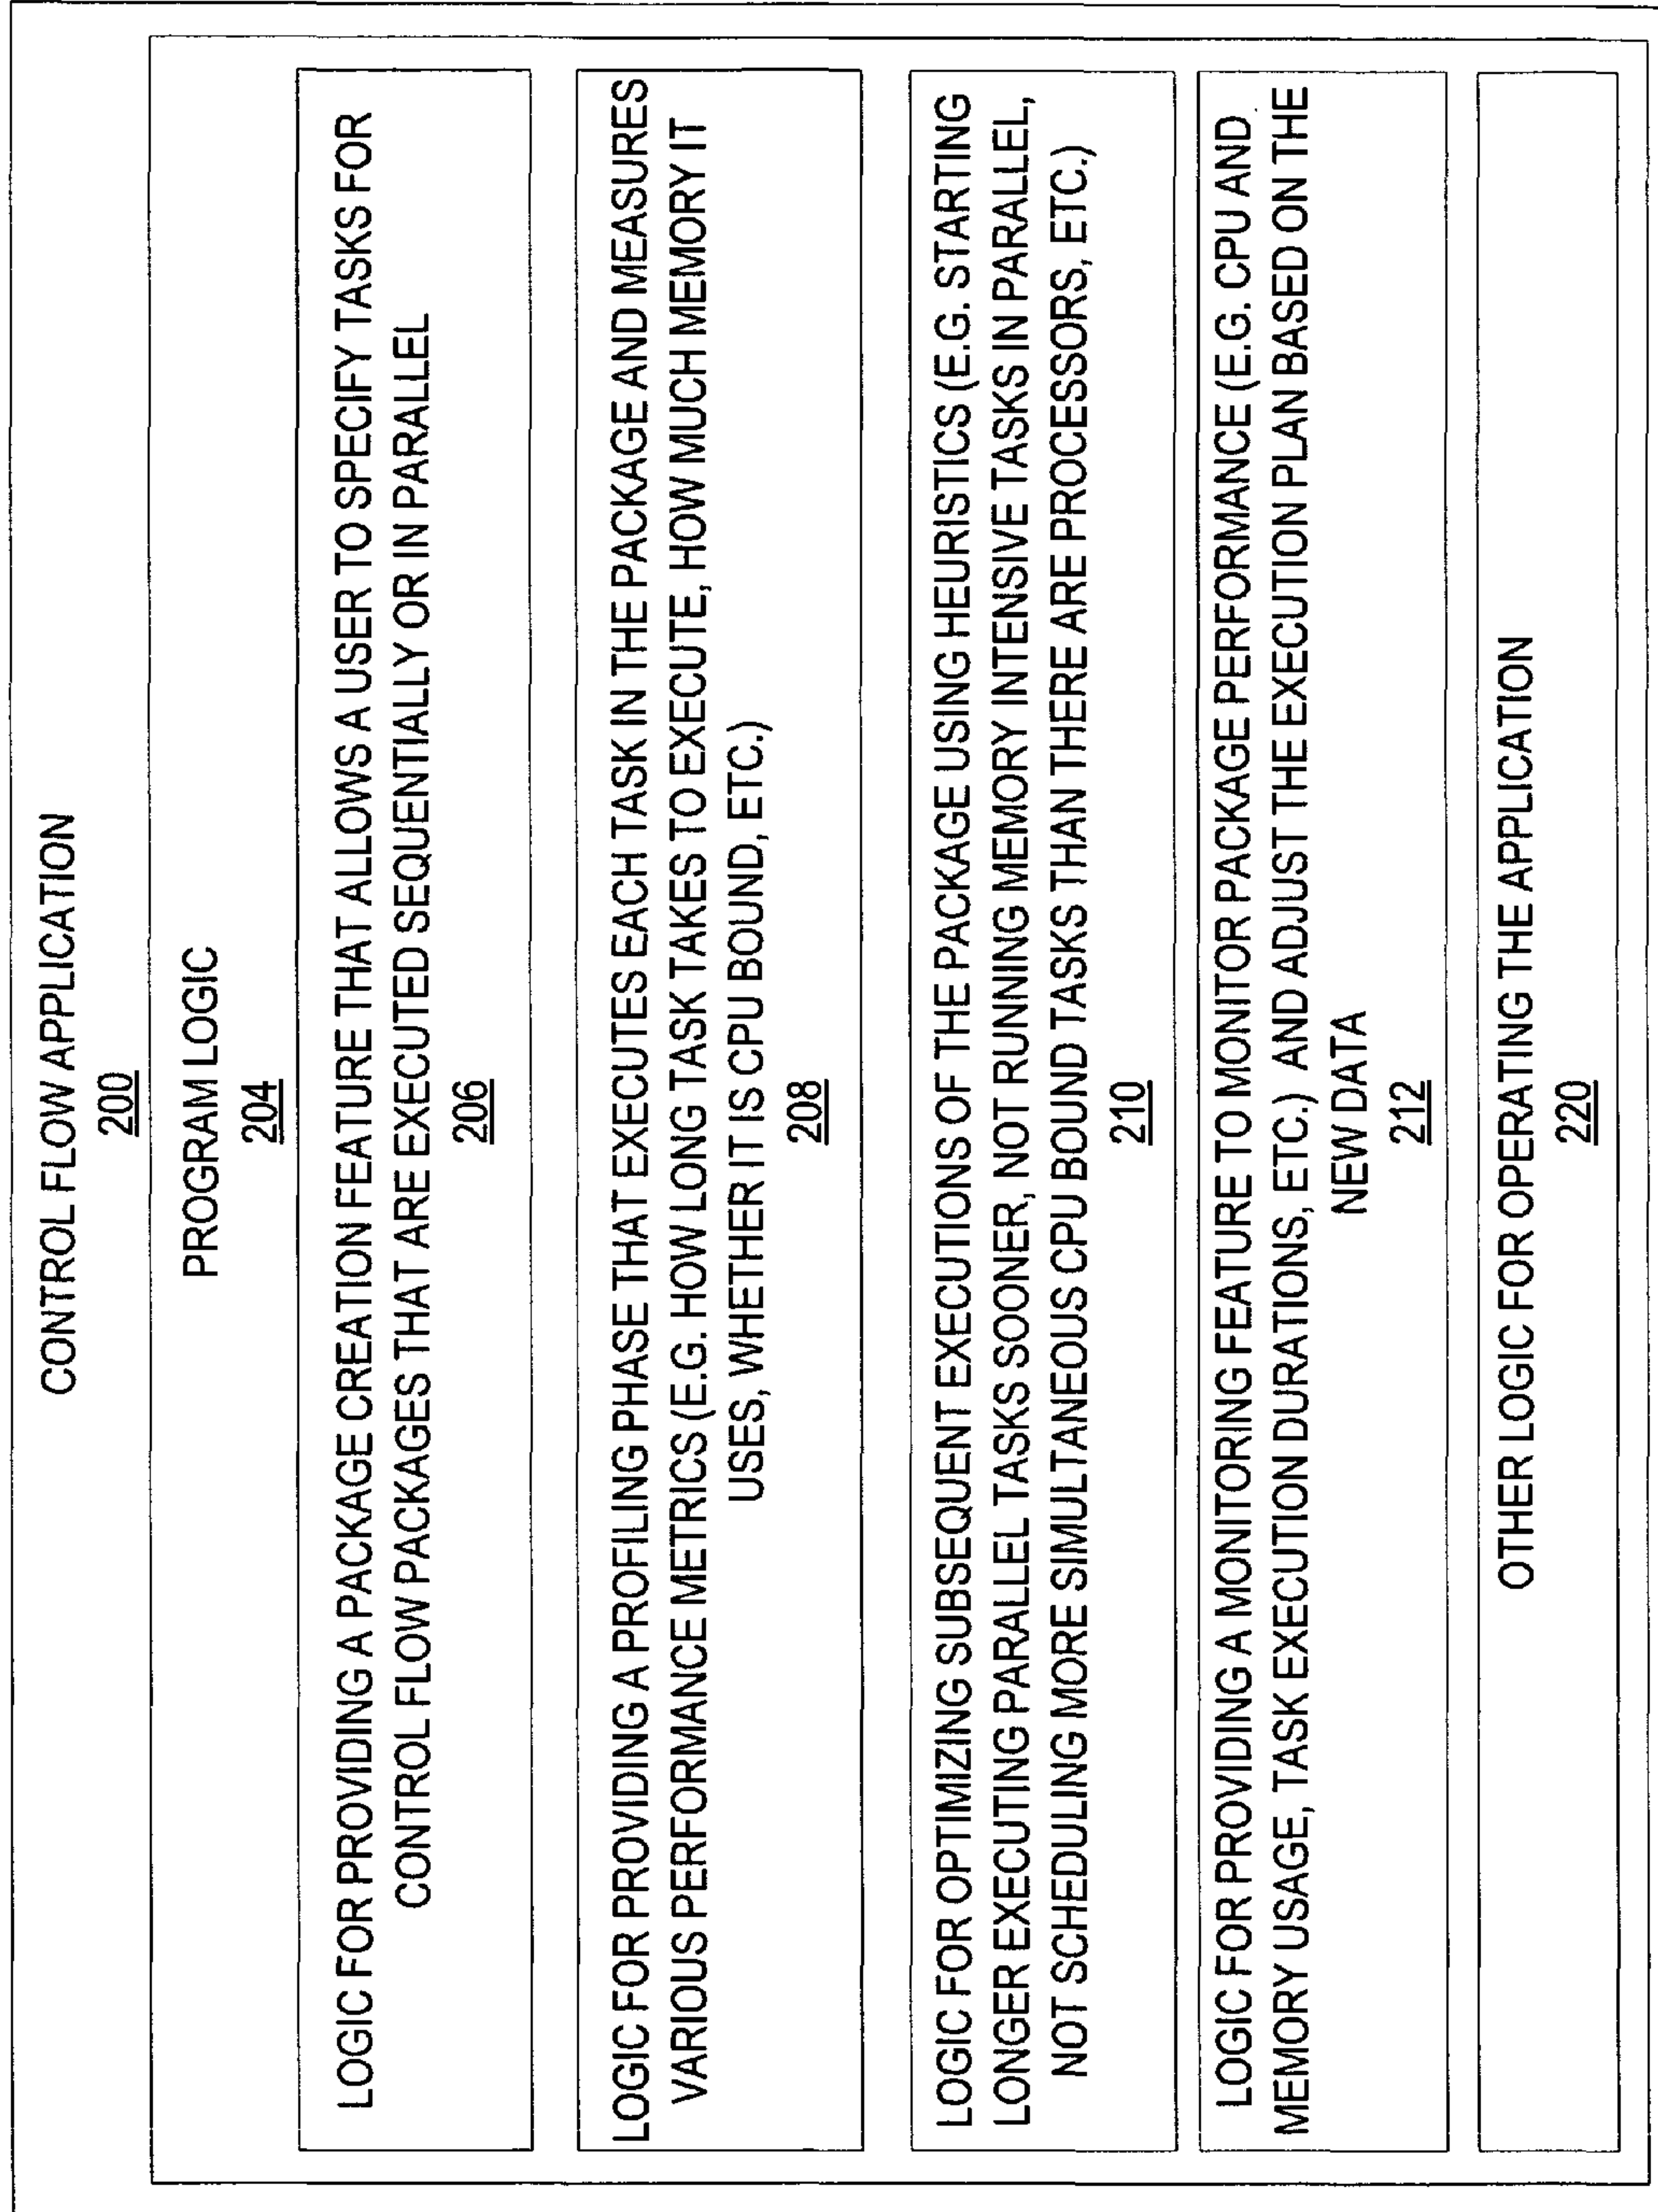 CONTROL FLOW APPLICATION
200
PROGRAM LOGIC
204
LOGIC FOR PROVIDING A PACKAGE CREATION FEATURE THAT ALLOWS A USER TO SPECIFY TASKS FOR
CONTROL FLOW PACKAGES THAT ARE EXECUTED SEQUENTIALLY OR IN PARALLEL
206
LOGIC FOR PROVIDING A PROFILING PHASE THAT EXECUTES EACH TASK IN THE PACKAGE AND MEASURES
VARIOUS PERFORMANCE METRICS (E.G. HOW LONG TASK TAKES TO EXECUTE, HOW MUCH MEMORY IT
USES, WHETHER IT IS CPU BOUND, ETC.)
208
LOGIC FOR OPTIMIZING SUBSEQUENT EXECUTIONS OF THE PACKAGE USING HEURISTICS (E.G. STARTING
LONGER EXECUTING PARALLEL TASKS SOONER, NOT RUNNING MEMORY INTENSIVE TASKS IN PARALLEL,
NOT SCHEDULING MORE SIMULTANEOUS CPU BOUND TASKS THAN THERE ARE PROCESSORS, ETC.)
210
LOGIC FOR PROVIDING A MONITORING FEATURE TO MONITOR PACKAGE PERFORMANCE (E.G. CPU AND
MEMORY USAGE, TASK EXECUTION DURATIONS, ETC.) AND ADJUST THE EXECUTION PLAN BASED ON THE
NEW DATA
212
OTHER LOGIC FOR OPERATING THE APPLICATION
220